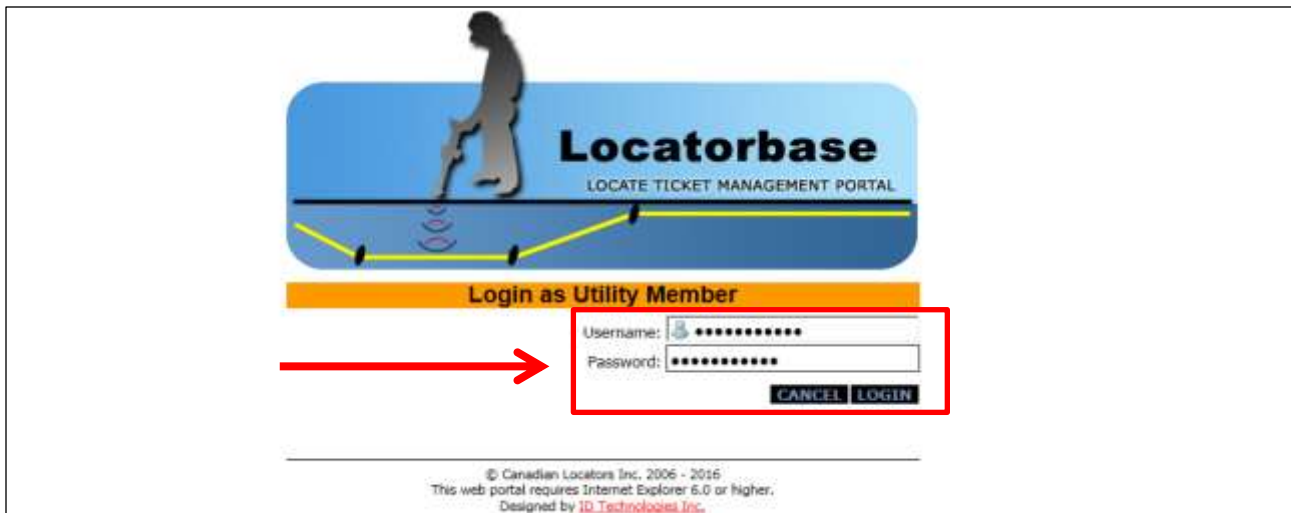 Locatorbase
LOCATE TICKET MANAGEMENT PORTAL
Login as Utility Member
Username: ●●●●●●●●●●●
Password: ●●●●●●●●●●●
CANCEL LOGIN
© Canadian Locators Inc. 2006 - 2016
This web portal requires Internet Explorer 6.0 or higher.
Designed by ID Technologies Inc.